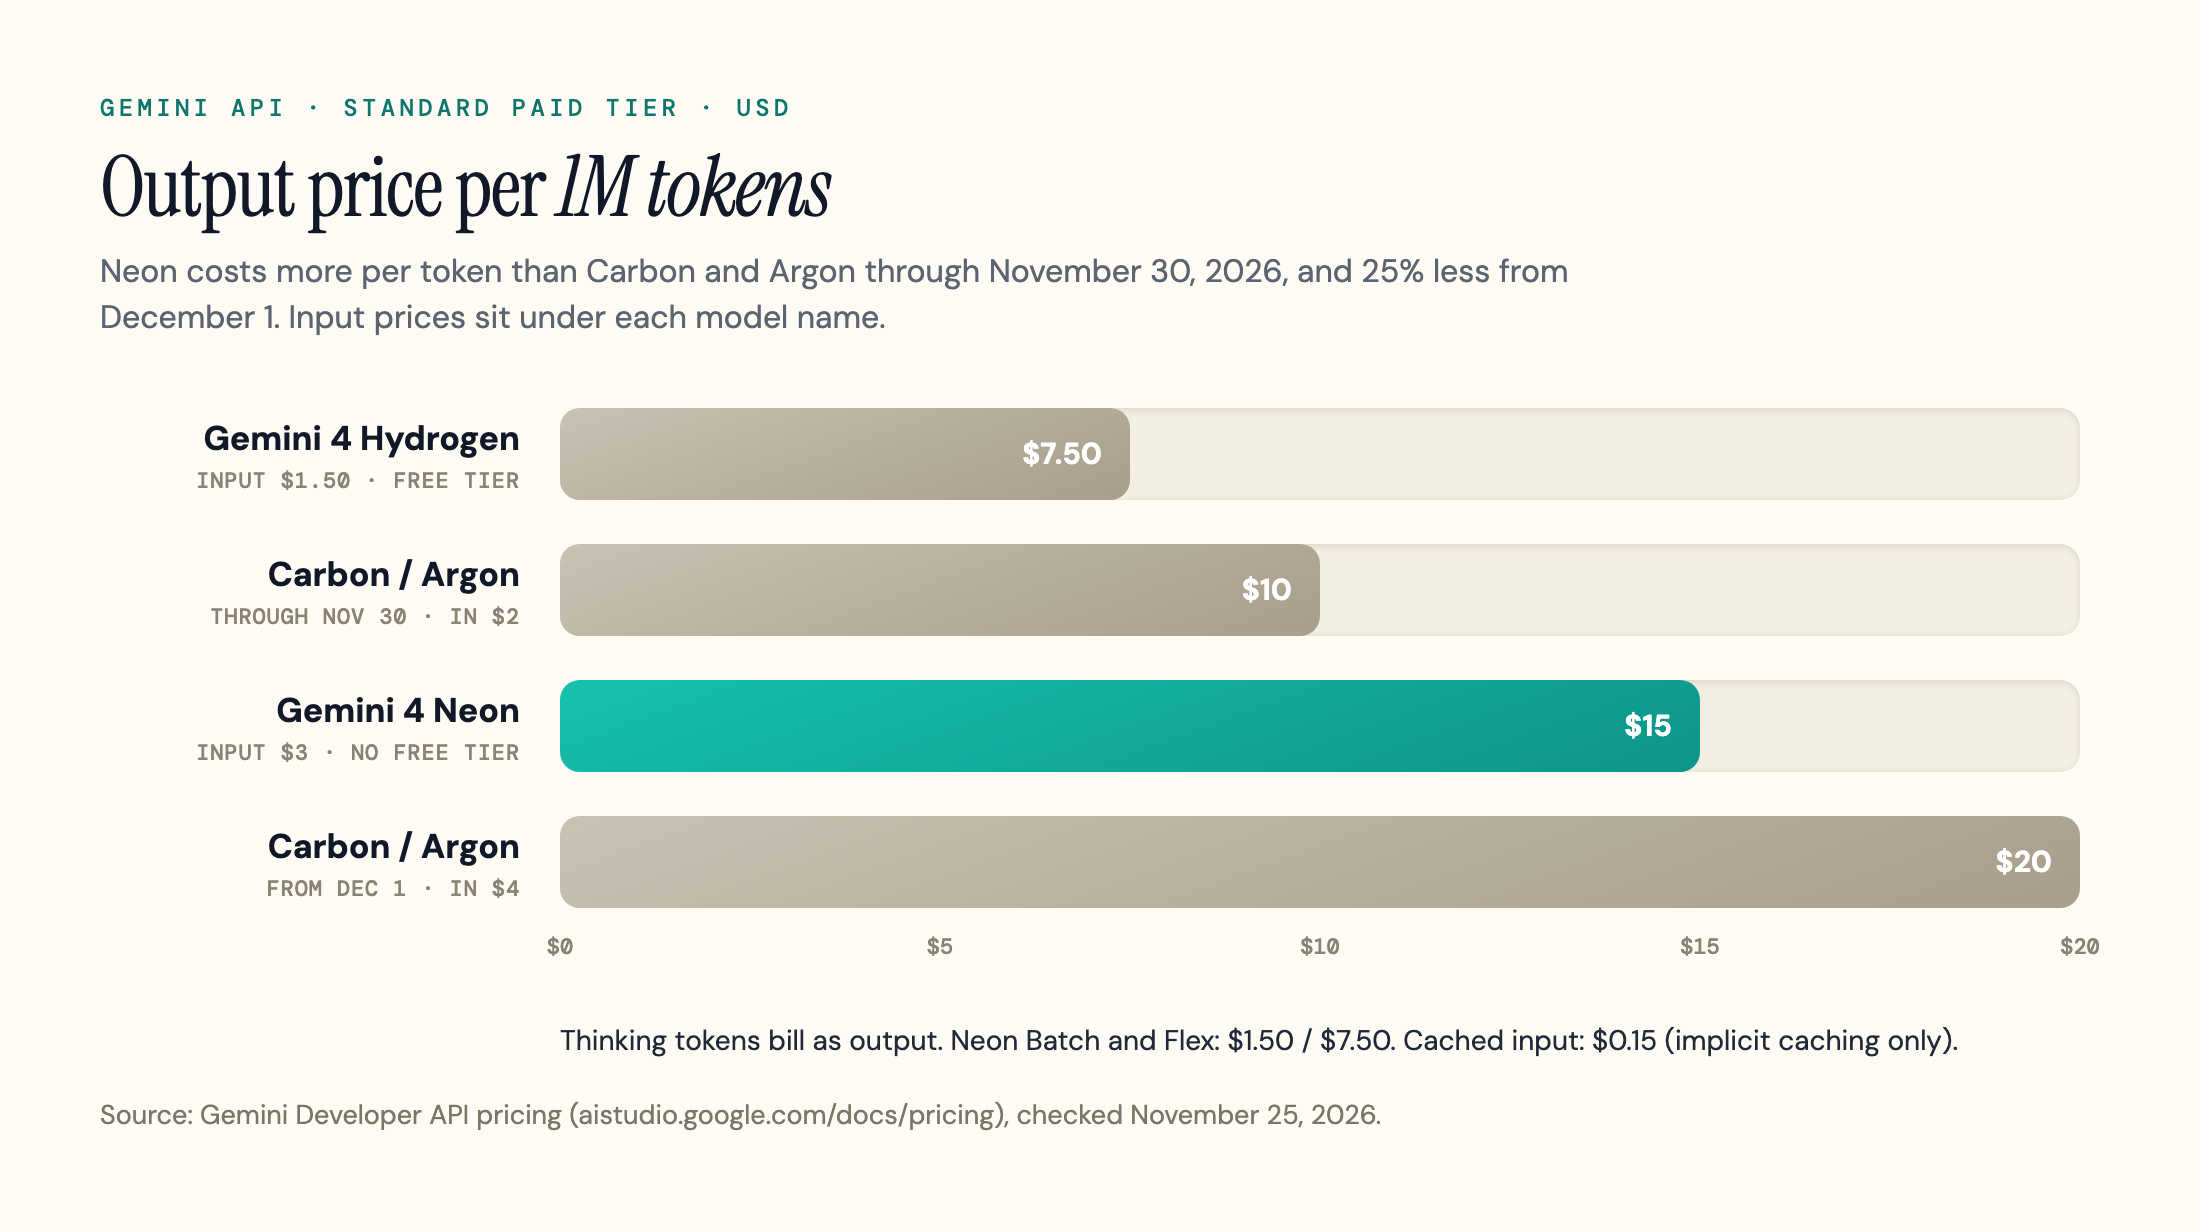 GEMINI API · STANDARD PAID TIER · USD
Output price per 1M tokens
Neon costs more per token than Carbon and Argon through November 30, 2026, and 25% less from
December 1. Input prices sit under each model name.
Gemini 4 Hydrogen
INPUT $1.50 · FREE TIER
$7.50
Carbon / Argon
THROUGH NOV 30 · IN $2
$10
Gemini 4 Neon
INPUT $3 · NO FREE TIER
$15
Carbon / Argon
FROM DEC 1 · IN $4
$20
$0 $5 $10 $15 $20
Thinking tokens bill as output. Neon Batch and Flex: $1.50 / $7.50. Cached input: $0.15 (implicit caching only).
Source: Gemini Developer API pricing (aistudio.google.com/docs/pricing), checked November 25, 2026.